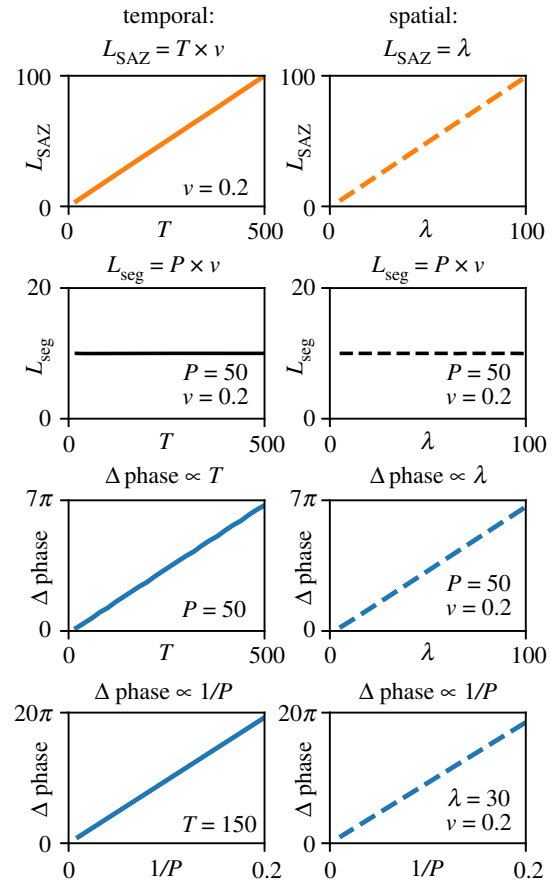 temporal:
L_SAZ = T × v
100
L_SAZ
0
v = 0.2
0
T
500
spatial:
L_SAZ = λ
100
L_SAZ
0
0
λ
100
L_seg = P × v
20
L_seg
0
P = 50
v = 0.2
0
T
500
L_seg = P × v
20
L_seg
0
P = 50
v = 0.2
0
λ
100
Δ phase ∝ T
7π
Δ phase
0
P = 50
0
T
500
Δ phase ∝ λ
7π
Δ phase
0
P = 50
v = 0.2
0
λ
100
Δ phase ∝ 1/P
20π
Δ phase
0
T = 150
0
1/P
0.2
Δ phase ∝ 1/P
20π
Δ phase
0
λ = 30
v = 0.2
0
1/P
0.2